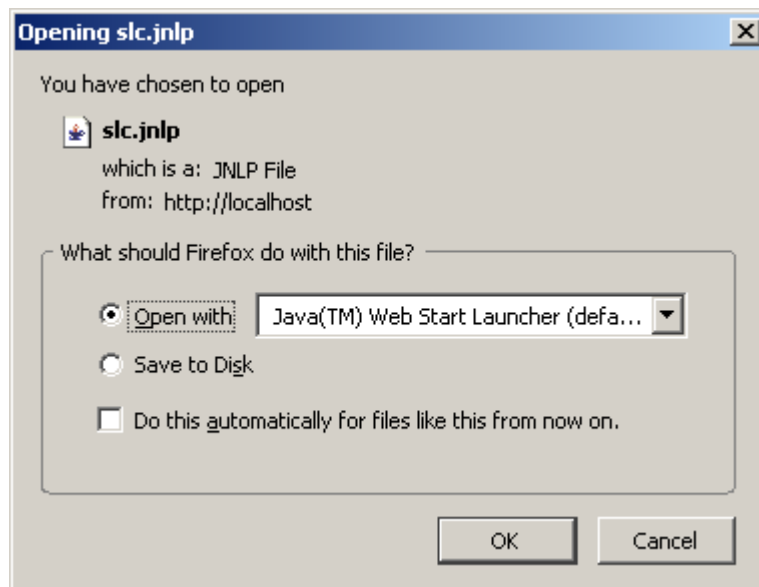 Opening slc.jnlp
You have chosen to open
slc.jnlp
which is a: JNLP File
from: http://localhost
What should Firefox do with this file?
Open with Java(TM) Web Start Launcher (defa...
Save to Disk
Do this automatically for files like this from now on.
OK Cancel